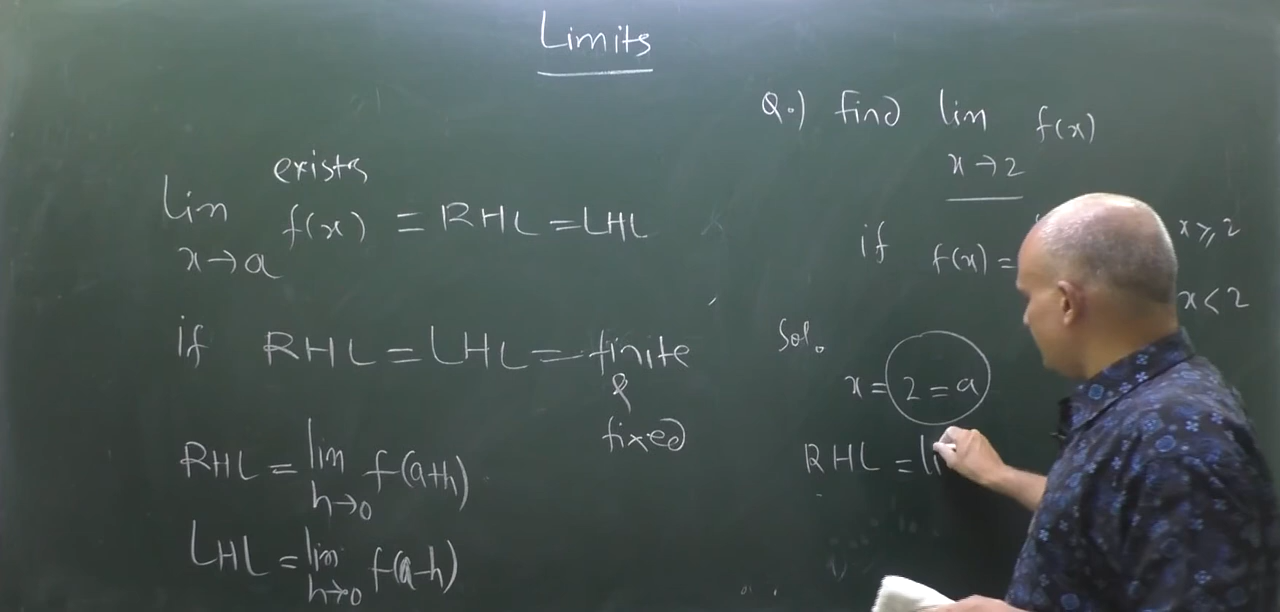 Limits
exists
lim f(x) = RHL = LHL
x→a
if RHL = LHL = finite
&
fixed
RHL = lim f(a+h)
h→0
LHL = lim f(a-h)
h→0
Q.) find lim f(x)
x→2
if f(x) = x⩾2
x<2
Sol.
x = 2 = a
RHL = li